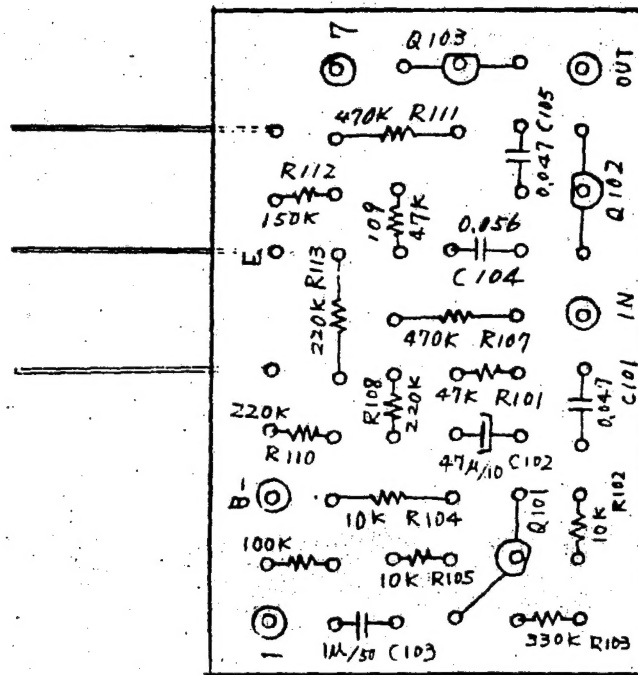 7
Q103
OUT
470K R111
0.047 C105
R112
150K
109
47K
Q102
0.056
C104
E
220K R113
IN
470K R107
220K
R110
R108
220K
47K R101
0.047
C101
47μ/10 C102
B-
10K R104
Q101
10K
R102
100K
10K R105
1
1M/50 C103
330K R103